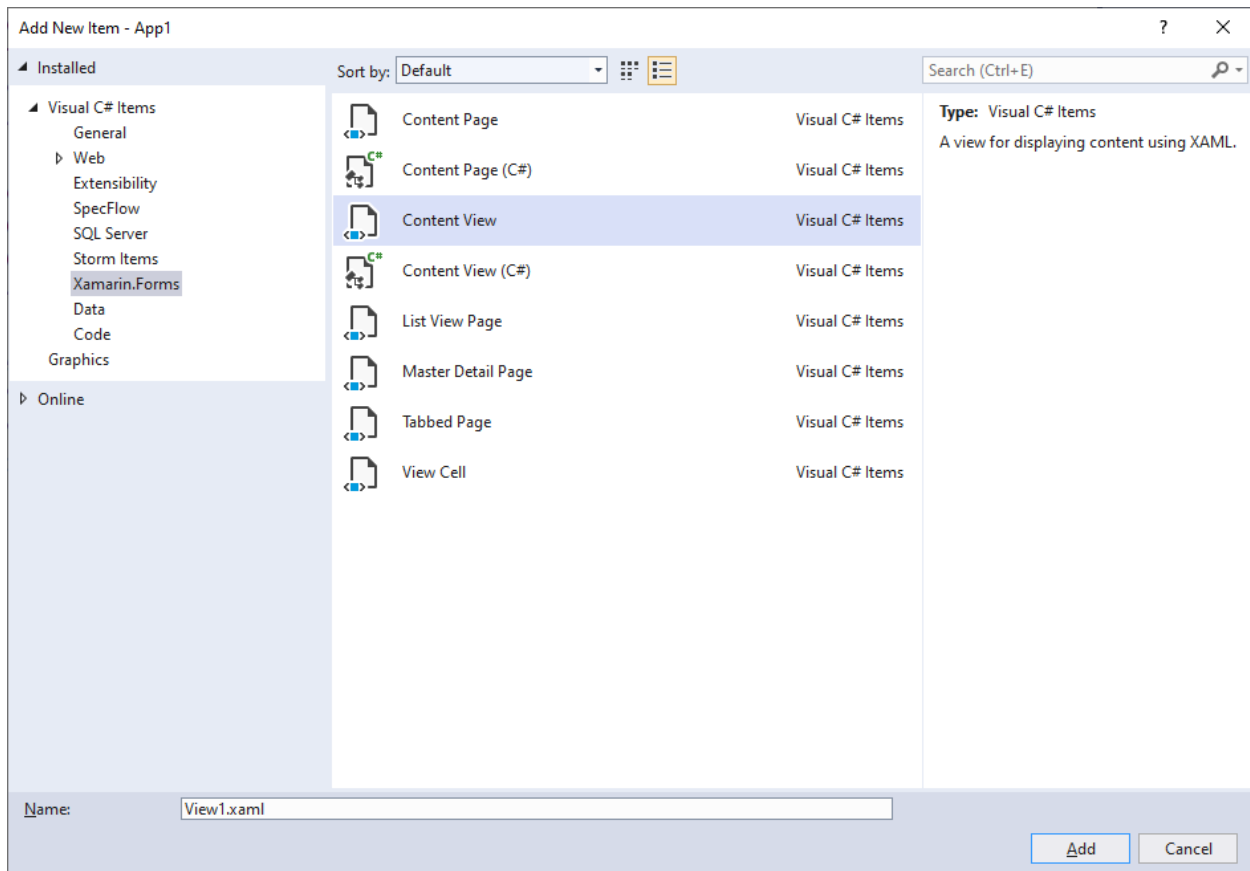 Add New Item - App1
?
Installed
Sort by: Default
Search (Ctrl+E)
Visual C# Items
General
Web
Extensibility
SpecFlow
SQL Server
Storm Items
Xamarin.Forms
Data
Code
Graphics
Online
Content Page Visual C# Items
C#
Content Page (C#) Visual C# Items
Content View Visual C# Items
C#
Content View (C#) Visual C# Items
List View Page Visual C# Items
Master Detail Page Visual C# Items
Tabbed Page Visual C# Items
View Cell Visual C# Items
Type: Visual C# Items
A view for displaying content using XAML.
Name: View1.xaml
Add Cancel